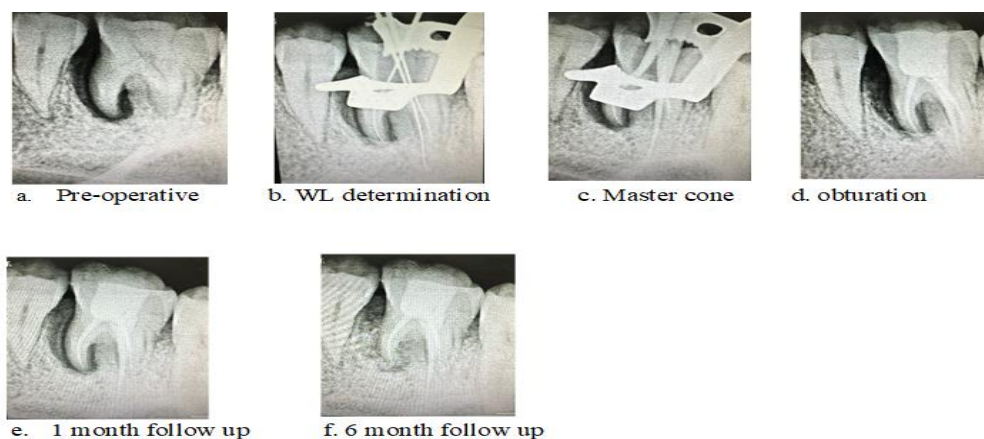 a. Pre-operative
b. WL determination
c. Master cone
d. obturation
e. 1 month follow up
f. 6 month follow up